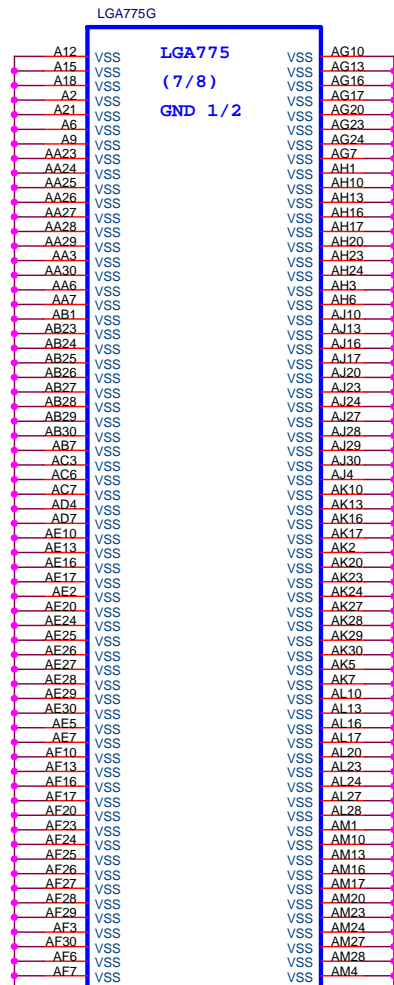 LGA775G
A12 VSS LGA775 VSS AG10
A15 VSS VSS AG13
A18 VSS (7/8) VSS AG16
A2 VSS VSS AG17
A21 VSS GND 1/2 VSS AG20
A6 VSS VSS AG23
A9 VSS VSS AG24
AA23 VSS VSS AG7
AA24 VSS VSS AH1
AA25 VSS VSS AH10
AA26 VSS VSS AH13
AA27 VSS VSS AH16
AA28 VSS VSS AH17
AA29 VSS VSS AH20
AA3 VSS VSS AH23
AA30 VSS VSS AH24
AA6 VSS VSS AH3
AA7 VSS VSS AH6
AB1 VSS VSS AJ10
AB23 VSS VSS AJ13
AB24 VSS VSS AJ16
AB25 VSS VSS AJ17
AB26 VSS VSS AJ20
AB27 VSS VSS AJ23
AB28 VSS VSS AJ24
AB29 VSS VSS AJ27
AB30 VSS VSS AJ28
AB7 VSS VSS AJ29
AC3 VSS VSS AJ30
AC6 VSS VSS AJ4
AC7 VSS VSS AK10
AD4 VSS VSS AK13
AD7 VSS VSS AK16
AE10 VSS VSS AK17
AE13 VSS VSS AK2
AE16 VSS VSS AK20
AE17 VSS VSS AK23
AE2 VSS VSS AK24
AE20 VSS VSS AK27
AE24 VSS VSS AK28
AE25 VSS VSS AK29
AE26 VSS VSS AK30
AE27 VSS VSS AK5
AE28 VSS VSS AK7
AE29 VSS VSS AL10
AE30 VSS VSS AL13
AE5 VSS VSS AL16
AE7 VSS VSS AL17
AF10 VSS VSS AL20
AF13 VSS VSS AL23
AF16 VSS VSS AL24
AF17 VSS VSS AL27
AF20 VSS VSS AL28
AF23 VSS VSS AM1
AF24 VSS VSS AM10
AF25 VSS VSS AM13
AF26 VSS VSS AM16
AF27 VSS VSS AM17
AF28 VSS VSS AM20
AF29 VSS VSS AM23
AF3 VSS VSS AM24
AF30 VSS VSS AM27
AF6 VSS VSS AM28
AF7 VSS VSS AM4